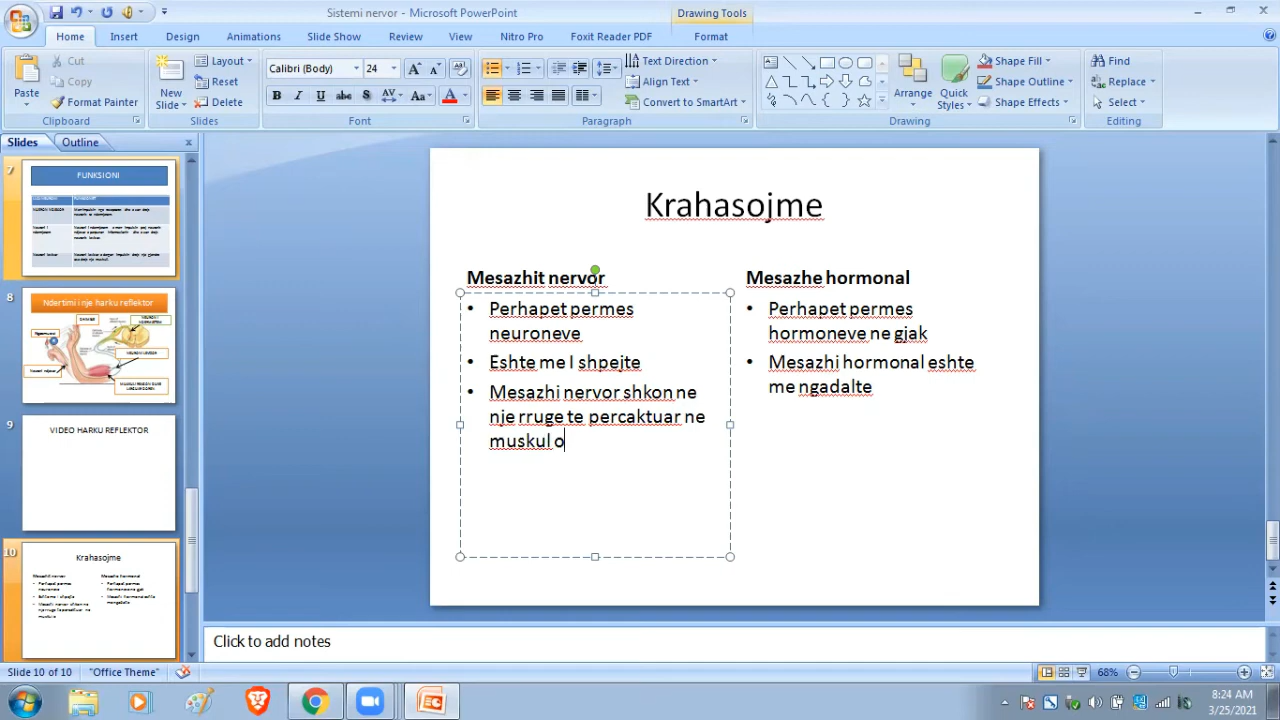 Sistemi nervor - Microsoft PowerPoint
Drawing Tools
Home Insert Design Animations Slide Show Review View Nitro Pro Foxit Reader PDF Format
Paste
Cut
Copy
Format Painter
Clipboard
New Slide
Layout
Reset
Delete
Slides
Calibri (Body) 24
Font
Text Direction
Align Text
Convert to SmartArt
Paragraph
Arrange
Quick Styles
Shape Fill
Shape Outline
Shape Effects
Drawing
Find
Replace
Select
Editing
Slides Outline
7
FUNKSIONI
8
Ndertimi i nje harku reflektor
9
VIDEO HARKU REFLEKTOR
10
Krahasojme
Mesazhit nervor
• Perhapet permes
neuroneve
• Eshte me I shpejte
• Mesazhi nervor shkon ne
nje rruge te percaktuar ne
muskul o
Mesazhe hormonal
• Perhapet permes
hormoneve ne gjak
• Mesazhi hormonal eshte
me ngadalte
Click to add notes
Slide 10 of 10
"Office Theme"
68%
8:24 AM
3/25/2021